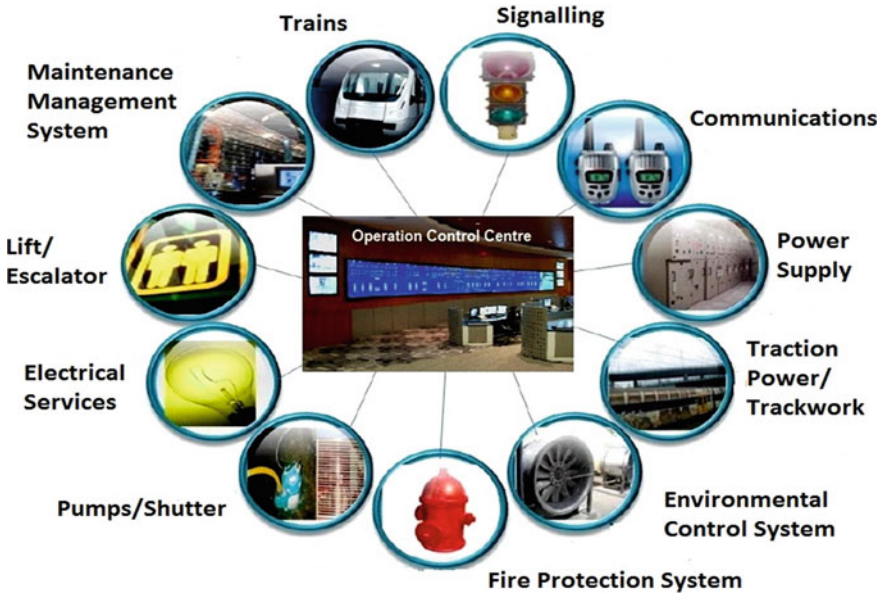 Trains
Signalling
Maintenance
Management
System
Communications
Operation Control Centre
Lift/
Escalator
Power
Supply
Electrical
Services
Traction
Power/
Trackwork
Pumps/Shutter
Environmental
Control System
Fire Protection System